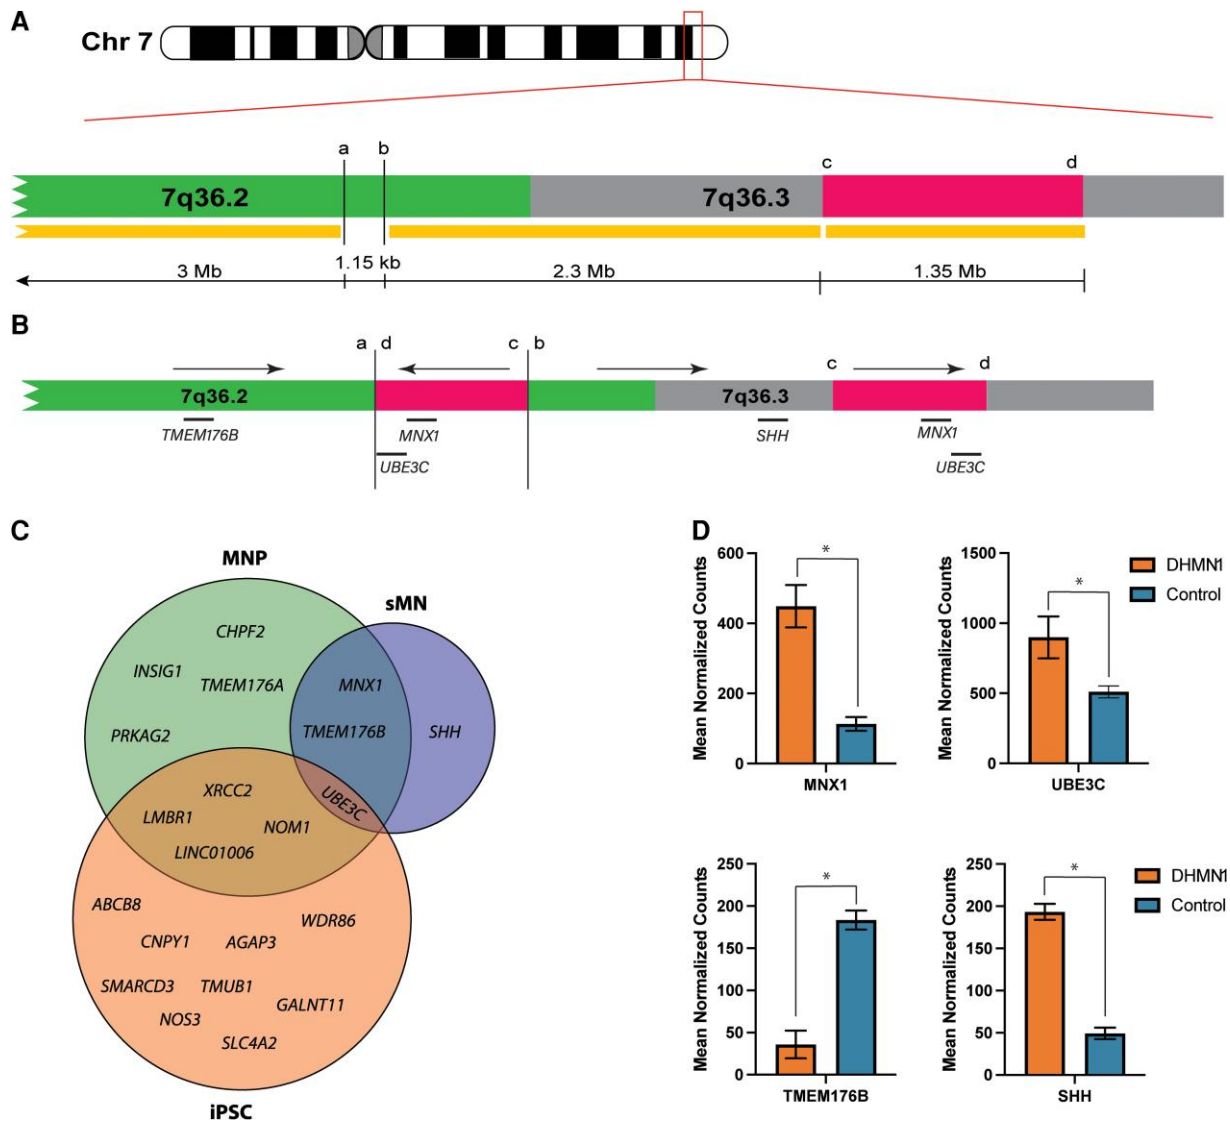 A
Chr 7
a b c d
7q36.2 7q36.3
3 Mb 1.15 kb 2.3 Mb 1.35 Mb
B
a d c b c d
7q36.2 7q36.3
TMEM176B MNX1 SHH MNX1
UBE3C UBE3C
C
MNP
sMN
CHPF2
INSIG1
TMEM176A
MNX1
PRKAG2
TMEM176B
SHH
XRCC2
UBE3C
LMBR1
NOM1
LINC01006
ABCB8
WDR86
CNPY1
AGAP3
SMARCD3
TMUB1
GALNT11
NOS3
SLC4A2
iPSC
D
Mean Normalized Counts
600
400
200
0
*
MNX1
Mean Normalized Counts
1500
1000
500
0
*
UBE3C
DHMN1
Control
Mean Normalized Counts
250
200
150
100
50
0
*
TMEM176B
Mean Normalized Counts
250
200
150
100
50
0
*
SHH
DHMN1
Control